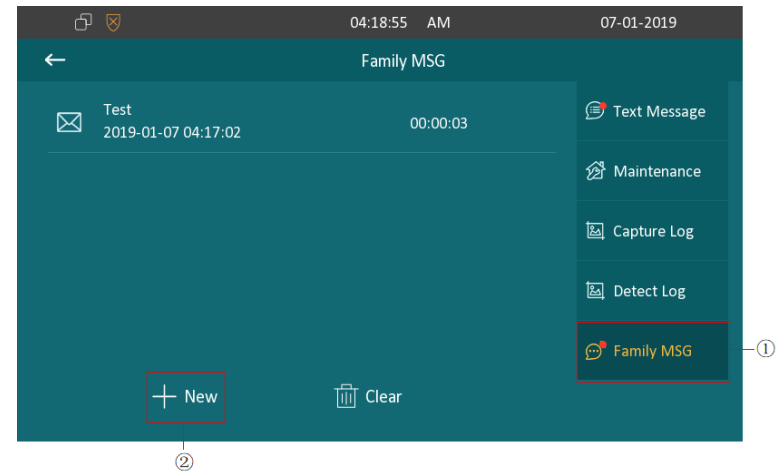 04:18:55 AM 07-01-2019
Family MSG
Test
2019-01-07 04:17:02
00:00:03
Text Message
Maintenance
Capture Log
Detect Log
Family MSG
①
New
Clear
②